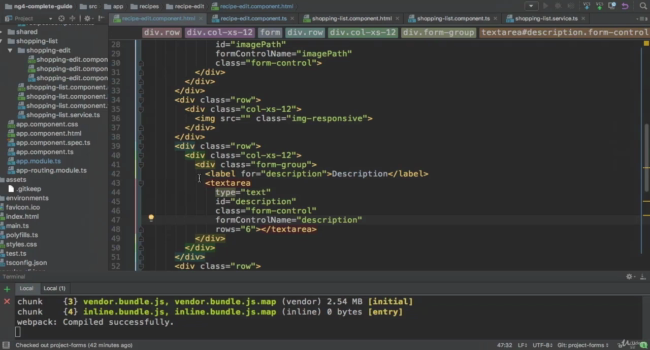 ng4-complete-guide
src
app
recipes
recipe-edit
recipe-edit.component.html
recipe-edit.component.html
recipe-edit.component.ts
shopping-list.component.html
shopping-list.component.ts
shopping-list.service.ts
shared
shopping-list
shopping-edit
shopping-edit.compon
shopping-edit.compon
shopping-edit.compon
shopping-list.component.c
shopping-list.component.
shopping-list.component.
shopping-list.service.ts
app.component.css
app.component.html
app.component.spec.ts
app.component.ts
app.module.ts
app-routing.module.ts
assets
.gitkeep
environments
favicon.ico
index.html
main.ts
polyfills.ts
styles.css
test.ts
tsconfig.json
div.row
div.col-xs-12
form
div.row
div.col-xs-12
div.form-group
textarea#description.form-control
28 id="imagePath"
29 formControlName="imagePath"
30 class="form-control">
31 </div>
32 </div>
33 </div>
34 <div class="row">
35 <div class="col-xs-12">
36 <img src="" class="img-responsive">
37 </div>
38 </div>
39 <div class="row">
40 <div class="col-xs-12">
41 <div class="form-group">
42 <label for="description">Description</label>
43 <textarea
44 type="text"
45 id="description"
46 class="form-control"
47 formControlName="description"
48 rows="6"></textarea>
49 </div>
50 </div>
51 </div>
52 <div class="row">
Terminal
Local
Local (1)
chunk {3} vendor.bundle.js, vendor.bundle.js.map (vendor) 2.54 MB [initial]
chunk {4} inline.bundle.js, inline.bundle.js.map (inline) 0 bytes [entry]
webpack: Compiled successfully.
Checked out project-forms (42 minutes ago)
47:32 LF÷ UTF-8÷ Git: project-forms ÷